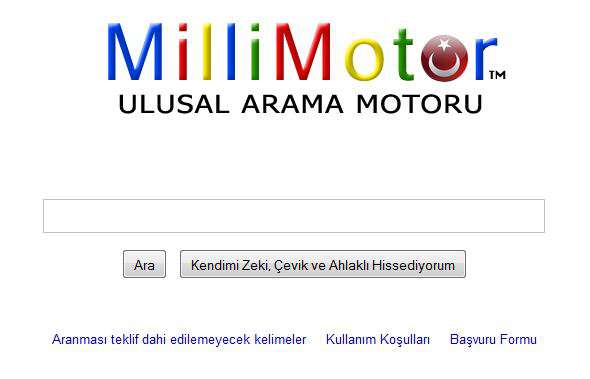 MilliMotor™
ULUSAL ARAMA MOTORU
Ara Kendimi Zeki, Çevik ve Ahlaklı Hissediyorum
Aranması teklif dahi edilemeyecek kelimeler Kullanım Koşulları Başvuru Formu